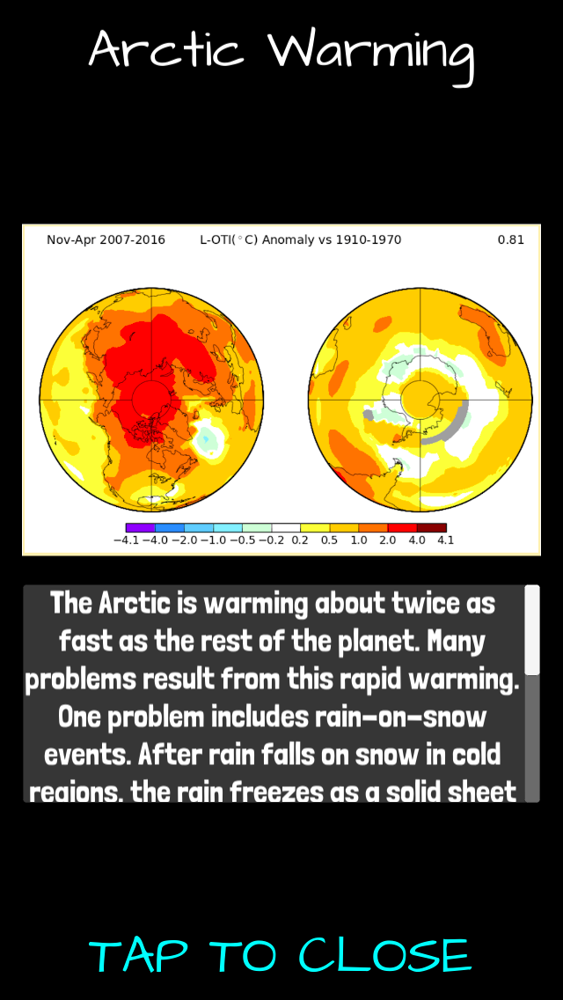 Arctic Warming
Nov-Apr 2007-2016 L-OTI(°C) Anomaly vs 1910-1970 0.81
−4.1 −4.0 −2.0 −1.0 −0.5 −0.2 0.2 0.5 1.0 2.0 4.0 4.1
The Arctic is warming about twice as
fast as the rest of the planet. Many
problems result from this rapid warming.
One problem includes rain-on-snow
events. After rain falls on snow in cold
regions, the rain freezes as a solid sheet
TAP TO CLOSE